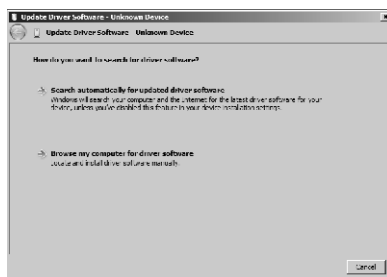 Update Driver Software - Unknown Device
Update Driver Software - Unknown Device
How do you want to search for driver software?
Search automatically for updated driver software
Windows will search your computer and the Internet for the latest driver software for your
device, unless you've disabled this feature in your device installation settings.
Browse my computer for driver software
Locate and install driver software manually.
Cancel